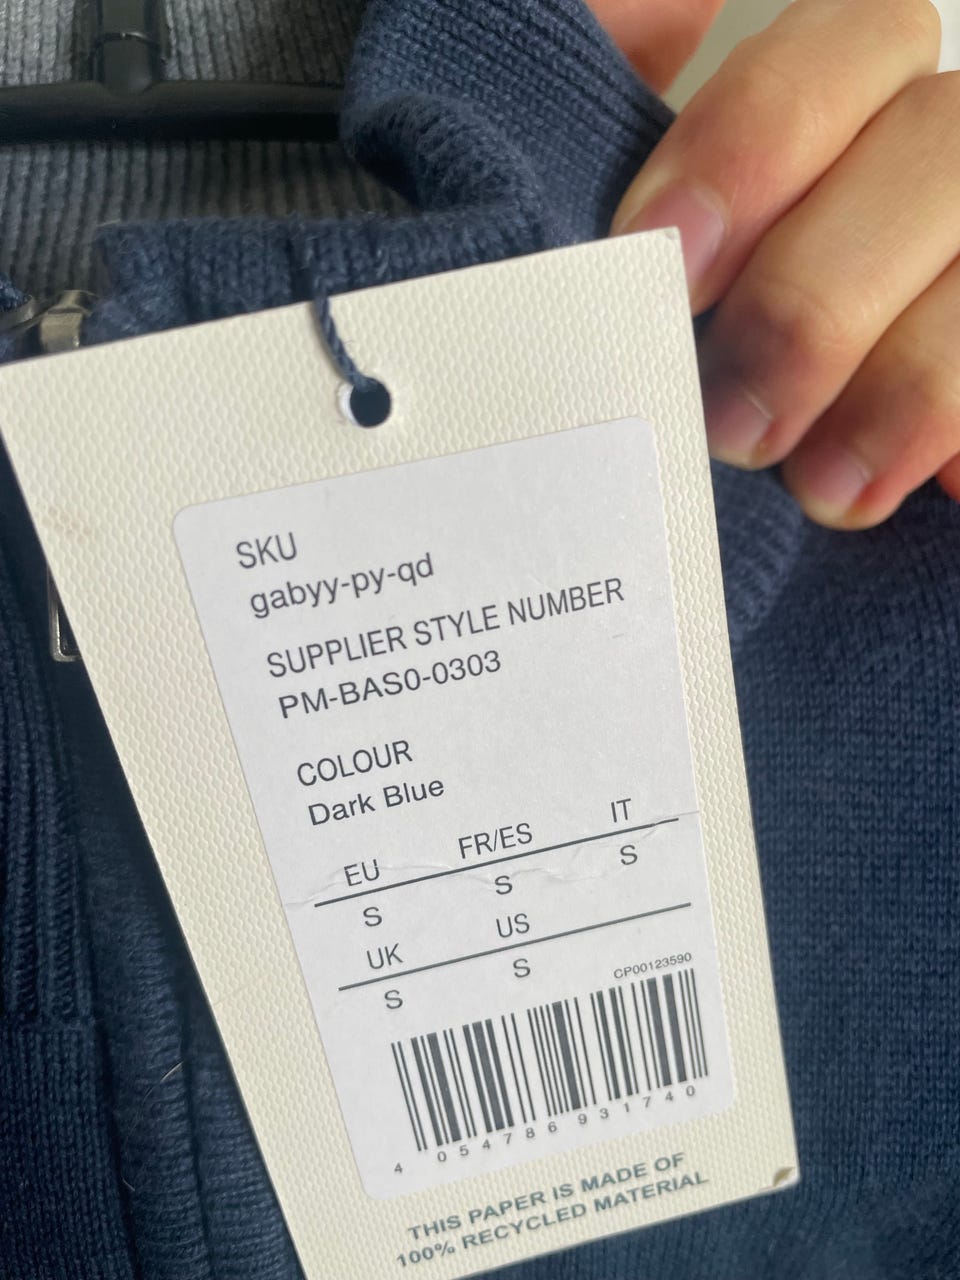 SKU
gabyy-py-qd
SUPPLIER STYLE NUMBER
PM-BAS0-0303
COLOUR
Dark Blue
EU FR/ES IT
S S S
UK US
S S
CP00123590
4 054786 931740
THIS PAPER IS MADE OF
100% RECYCLED MATERIAL